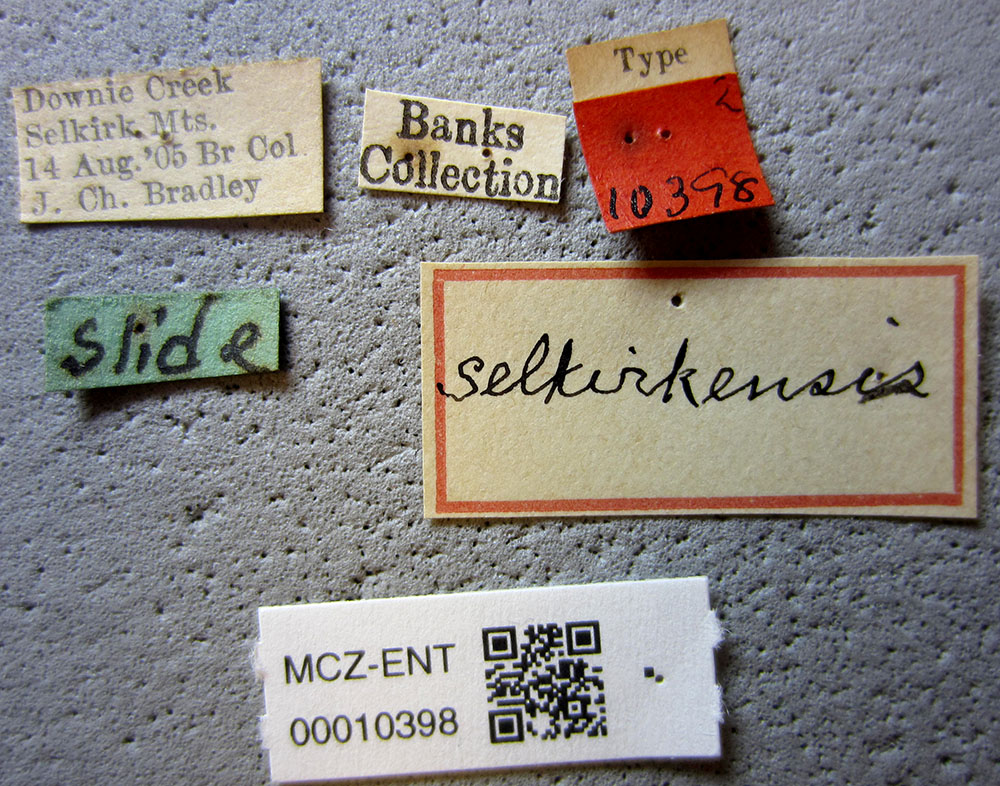 Downie Creek
Selkirk Mts.
14 Aug. '05 Br Col
J. Ch. Bradley
Banks
Collection
Type
2
10398
slide
selkirkensis
MCZ-ENT
00010398